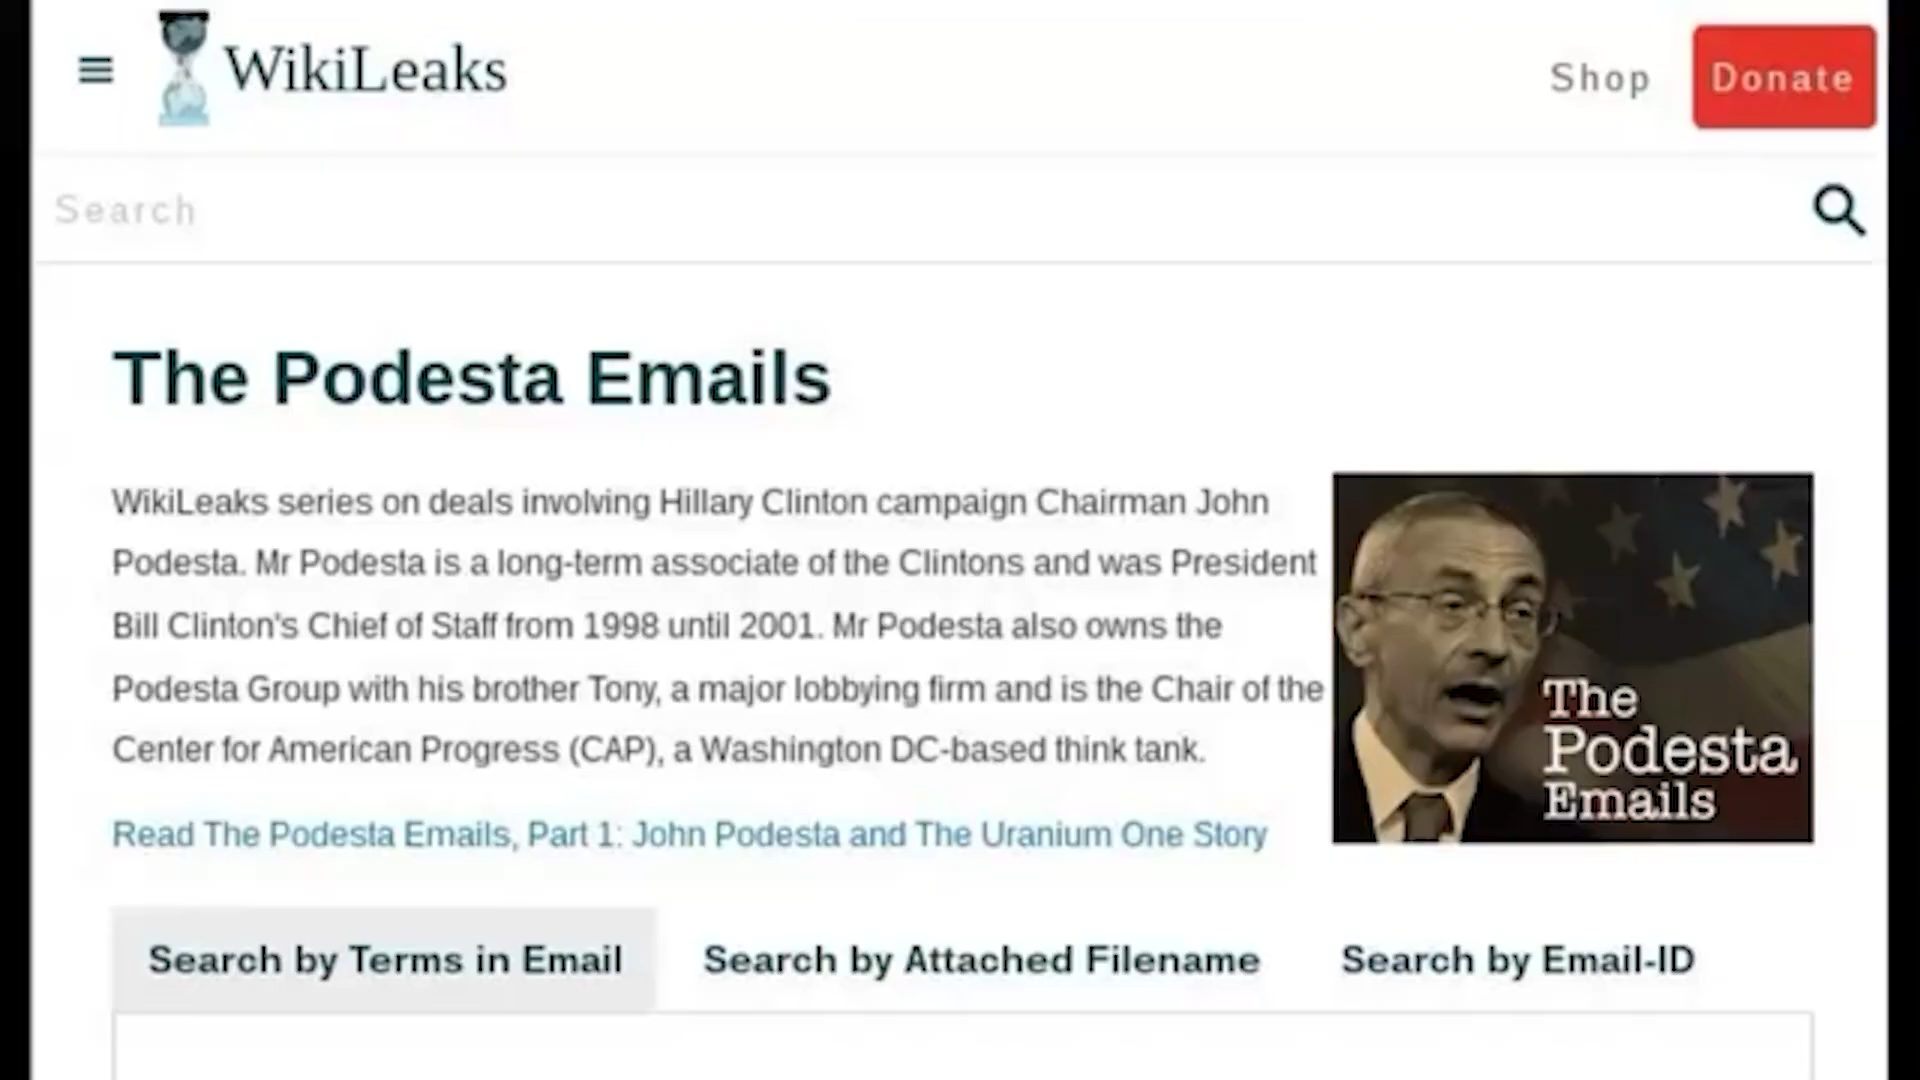 WikiLeaks
Shop
Donate
Search
The Podesta Emails
WikiLeaks series on deals involving Hillary Clinton campaign Chairman John
Podesta. Mr Podesta is a long-term associate of the Clintons and was President
Bill Clinton's Chief of Staff from 1998 until 2001. Mr Podesta also owns the
Podesta Group with his brother Tony, a major lobbying firm and is the Chair of the
Center for American Progress (CAP), a Washington DC-based think tank.
The
Podesta
Emails
Read The Podesta Emails, Part 1: John Podesta and The Uranium One Story
Search by Terms in Email
Search by Attached Filename
Search by Email-ID